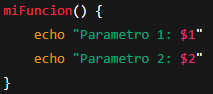 miFuncion() {
    echo "Parametro 1: $1"
    echo "Parametro 2: $2"
}